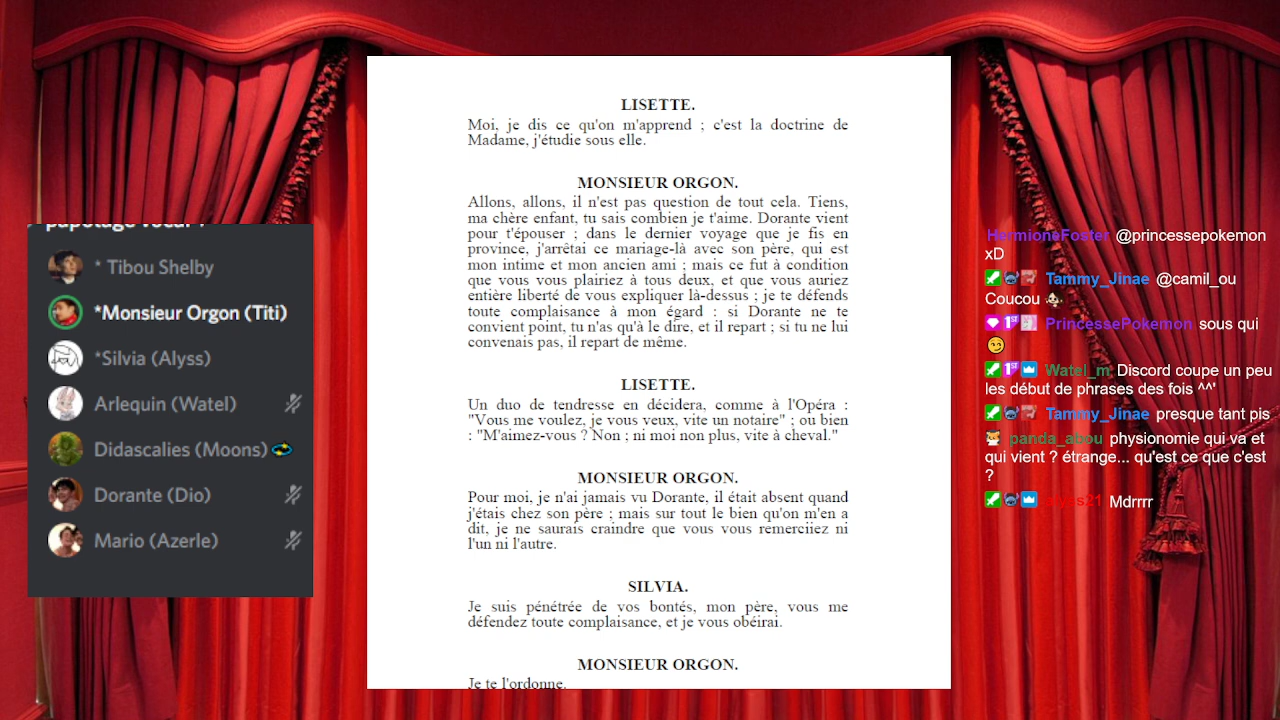 papotage vocal
* Tibou Shelby
*Monsieur Orgon (Titi)
*Silvia (Alyss)
Arlequin (Watel)
Didascalies (Moons)
Dorante (Dio)
Mario (Azerle)
LISETTE.
Moi, je dis ce qu'on m'apprend ; c'est la doctrine de
Madame, j'étudie sous elle.
MONSIEUR ORGON.
Allons, allons, il n'est pas question de tout cela. Tiens,
ma chère enfant, tu sais combien je t'aime. Dorante vient
pour t'épouser ; dans le dernier voyage que je fis en
province, j'arrêtai ce mariage-là avec son père, qui est
mon intime et mon ancien ami ; mais ce fut à condition
que vous vous plairiez à tous deux, et que vous auriez
entière liberté de vous expliquer là-dessus ; je te défends
toute complaisance à mon égard : si Dorante ne te
convient point, tu n'as qu'à le dire, et il repart ; si tu ne lui
convenais pas, il repart de même.
LISETTE.
Un duo de tendresse en décidera, comme à l'Opéra :
"Vous me voulez, je vous veux, vite un notaire" ; ou bien
: "M'aimez-vous ? Non ; ni moi non plus, vite à cheval."
MONSIEUR ORGON.
Pour moi, je n'ai jamais vu Dorante, il était absent quand
j'étais chez son père ; mais sur tout le bien qu'on m'en a
dit, je ne saurais craindre que vous vous remerciiez ni
l'un ni l'autre.
SILVIA.
Je suis pénétrée de vos bontés, mon père, vous me
défendez toute complaisance, et je vous obéirai.
MONSIEUR ORGON.
Je te l'ordonne.
HermioneFoster @princessepokemon
xD
Tammy_Jinae @camil_ou
Coucou
PrincessePokemon sous qui
Watel_m Discord coupe un peu
les début de phrases des fois ^^'
Tammy_Jinae presque tant pis
panda_abou physionomie qui va et
qui vient ? étrange... qu'est ce que c'est
?
Mdrrrr